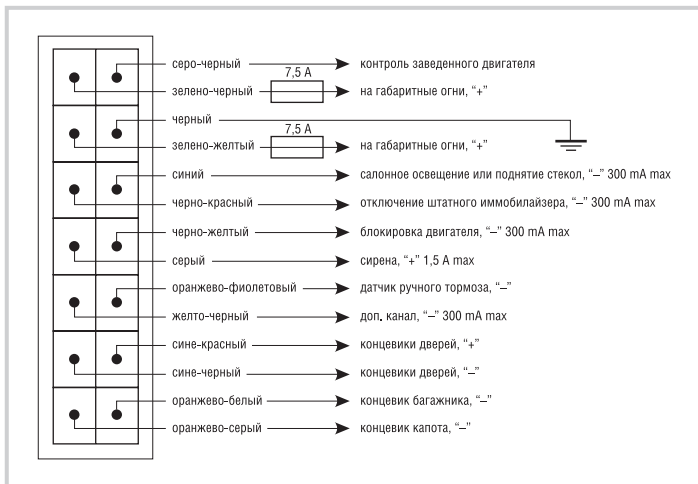 серо-черный контроль заведенного двигателя
7,5 А
зелено-черный на габаритные огни, “+”
черный
7,5 А
зелено-желтый на габаритные огни, “+”
синий салонное освещение или поднятие стекол, “–” 300 mA max
черно-красный отключение штатного иммобилайзера, “–” 300 mA max
черно-желтый блокировка двигателя, “–” 300 mA max
серый сирена, “+” 1,5 А max
оранжево-фиолетовый датчик ручного тормоза, “–”
желто-черный доп. канал, “–” 300 mA max
сине-красный концевики дверей, “+”
сине-черный концевики дверей, “–”
оранжево-белый концевик багажника, “–”
оранжево-серый концевик капота, “–”